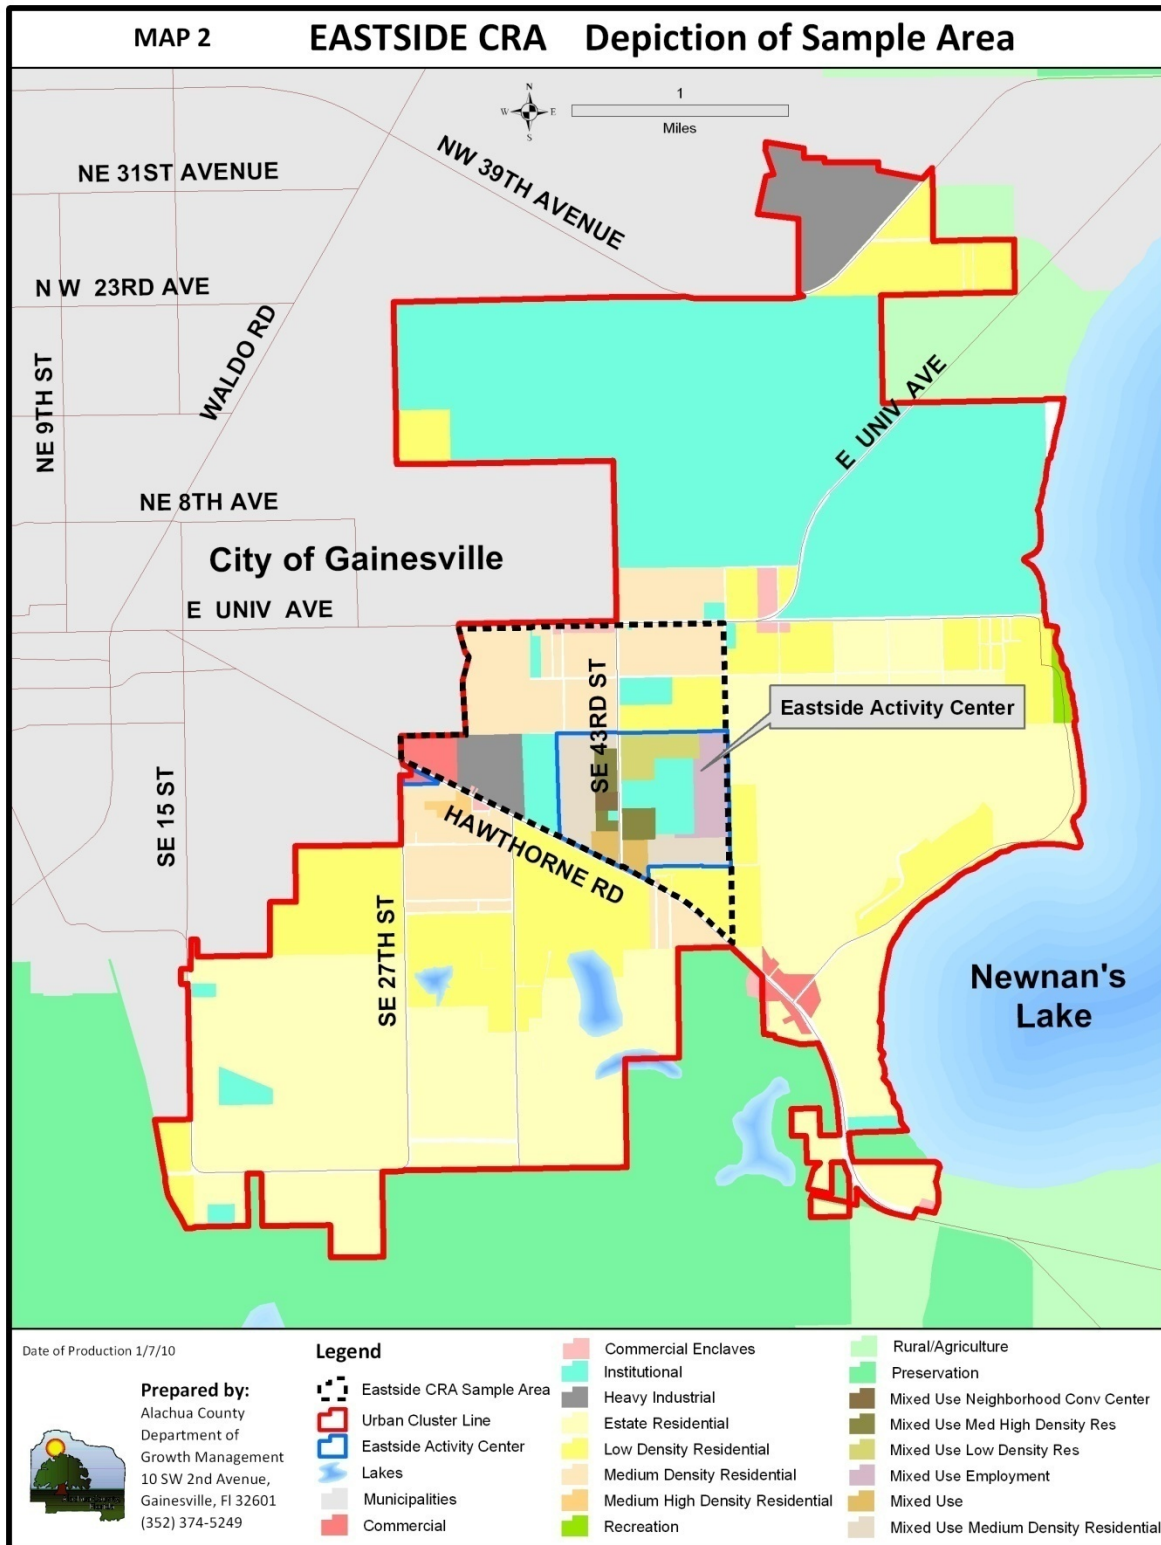 MAP 2 EASTSIDE CRA Depiction of Sample Area
N
W E
S
1
Miles
NE 31ST AVENUE
NW 39TH AVENUE
N W 23RD AVE
WALDO RD
NE 9TH ST
E UNIV AVE
NE 8TH AVE
City of Gainesville
E UNIV AVE
SE 43RD ST
Eastside Activity Center
SE 15 ST
HAWTHORNE RD
SE 27TH ST
Newnan's
Lake
Date of Production 1/7/10
Prepared by:
Alachua County
Department of
Growth Management
10 SW 2nd Avenue,
Gainesville, Fl 32601
(352) 374-5249
Legend
Eastside CRA Sample Area
Urban Cluster Line
Eastside Activity Center
Lakes
Municipalities
Commercial
Commercial Enclaves
Institutional
Heavy Industrial
Estate Residential
Low Density Residential
Medium Density Residential
Medium High Density Residential
Recreation
Rural/Agriculture
Preservation
Mixed Use Neighborhood Conv Center
Mixed Use Med High Density Res
Mixed Use Low Density Res
Mixed Use Employment
Mixed Use
Mixed Use Medium Density Residential